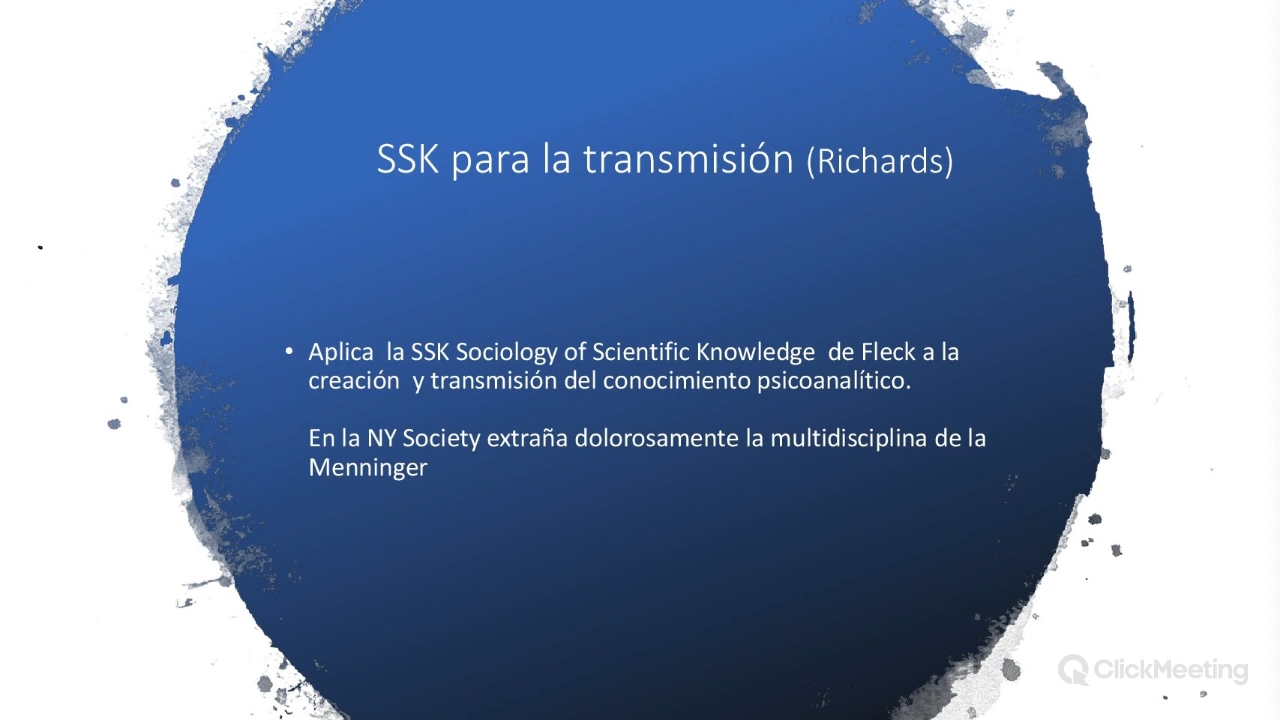 SSK para la transmisión (Richards)
• Aplica la SSK Sociology of Scientific Knowledge de Fleck a la
creación y transmisión del conocimiento psicoanalítico.
En la NY Society extraña dolorosamente la multidisciplina de la
Menninger
ClickMeeting